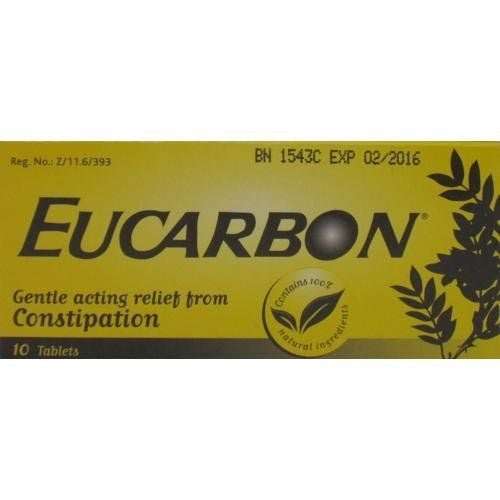 Reg. No.: Z/11.6/393
BN 1543C EXP 02/2016
EUCARBON®
Gentle acting relief from
Constipation
Contains 100%
natural ingredients
10 Tablets